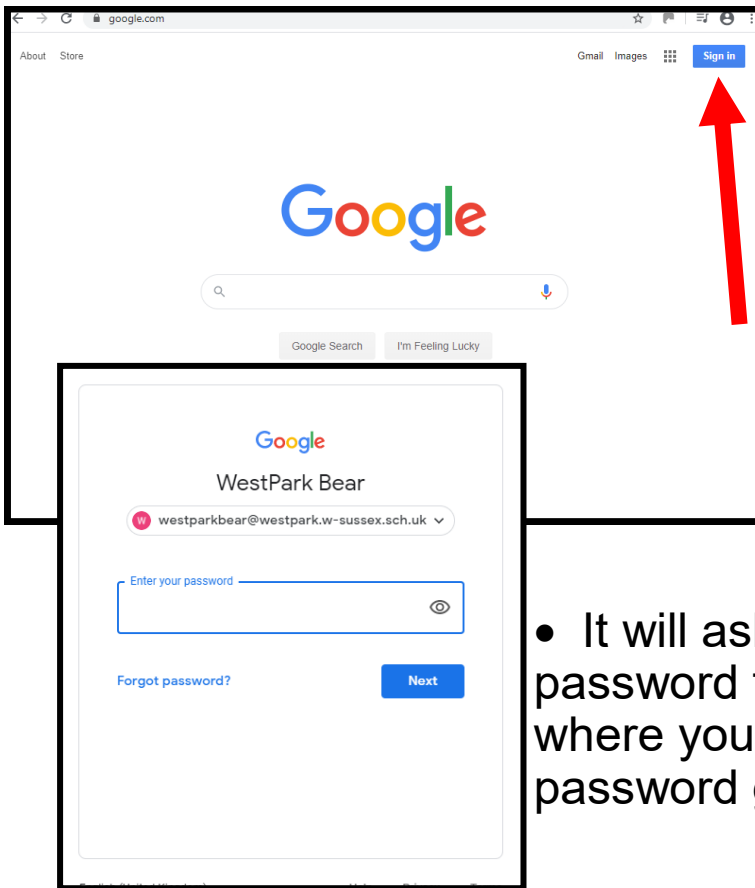 google.com
About Store Gmail Images Sign in
Google
Google Search I'm Feeling Lucky
Google
WestPark Bear
W westparkbear@westpark.w-sussex.sch.uk
Enter your password
Forgot password? Next
• It will
password
where you
password